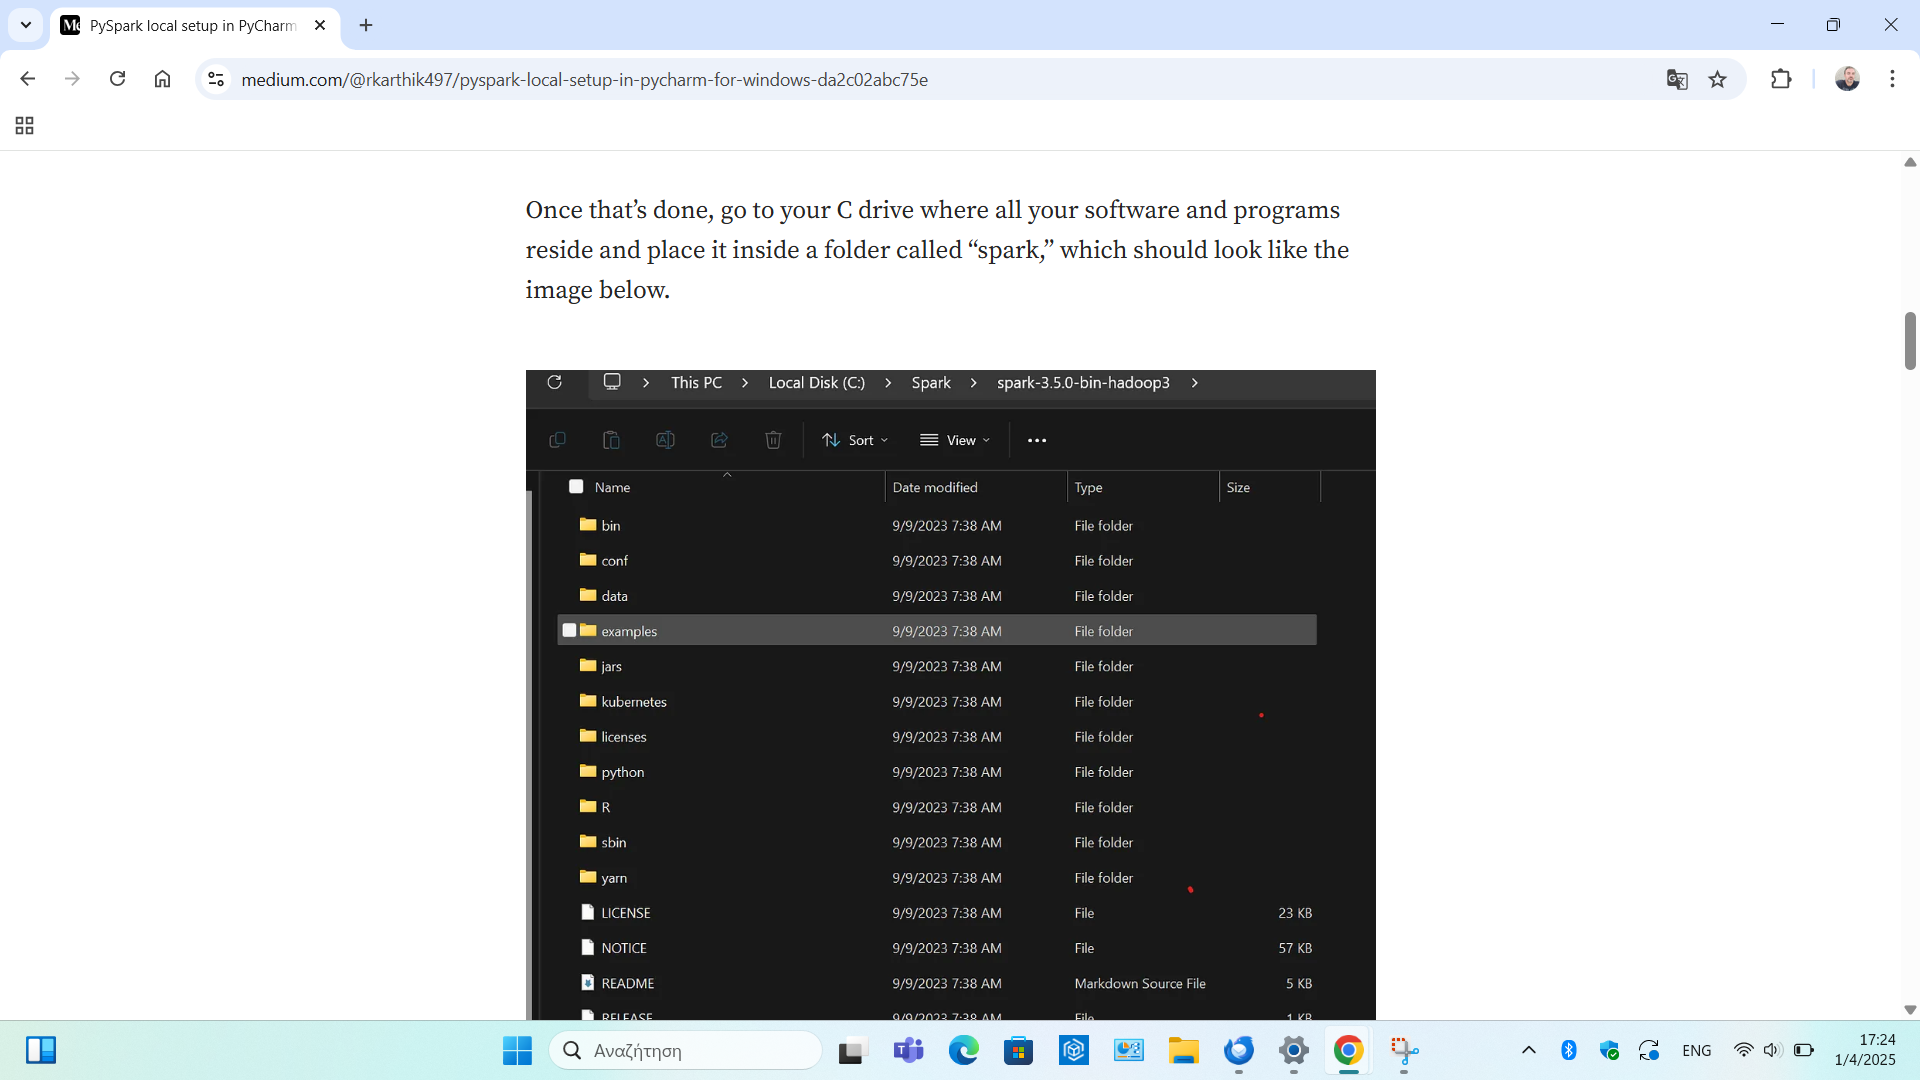 PySpark local setup in PyCharm
medium.com/@rkarthik497/pyspark-local-setup-in-pycharm-for-windows-da2c02abc75e
Once that’s done, go to your C drive where all your software and programs
reside and place it inside a folder called “spark,” which should look like the
image below.
This PC > Local Disk (C:) > Spark > spark-3.5.0-bin-hadoop3 >
Sort View
Name Date modified Type Size
bin 9/9/2023 7:38 AM File folder
conf 9/9/2023 7:38 AM File folder
data 9/9/2023 7:38 AM File folder
examples 9/9/2023 7:38 AM File folder
jars 9/9/2023 7:38 AM File folder
kubernetes 9/9/2023 7:38 AM File folder
licenses 9/9/2023 7:38 AM File folder
python 9/9/2023 7:38 AM File folder
R 9/9/2023 7:38 AM File folder
sbin 9/9/2023 7:38 AM File folder
yarn 9/9/2023 7:38 AM File folder
LICENSE 9/9/2023 7:38 AM File 23 KB
NOTICE 9/9/2023 7:38 AM File 57 KB
README 9/9/2023 7:38 AM Markdown Source File 5 KB
RELEASE 9/9/2023 7:38 AM File 1 KB
Αναζήτηση
ENG
17:24
1/4/2025